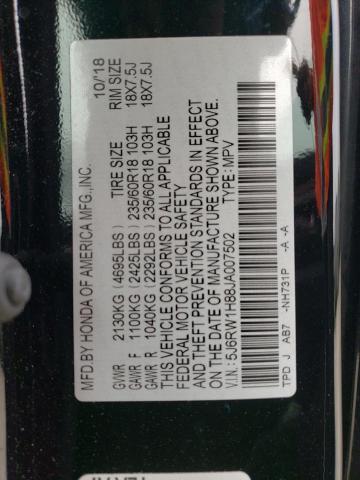 MFD.BY HONDA OF AMERICA MFG.,INC. 10/18
GVWR 2130KG (4695LBS) TIRE SIZE RIM SIZE
GAWR F 1100KG (2425LBS) 235/60R18 103H 18X7.5J
GAWR R 1040KG (2292LBS) 235/60R18 103H 18X7.5J
THIS VEHICLE CONFORMS TO ALL APPLICABLE
FEDERAL MOTOR VEHICLE SAFETY
AND THEFT PREVENTION STANDARDS IN EFFECT
ON THE DATE OF MANUFACTURE SHOWN ABOVE.
V.I.N.: 5J6RW1H88JA007502 TYPE: MPV
TPD J AB7 -NH731P -A -A